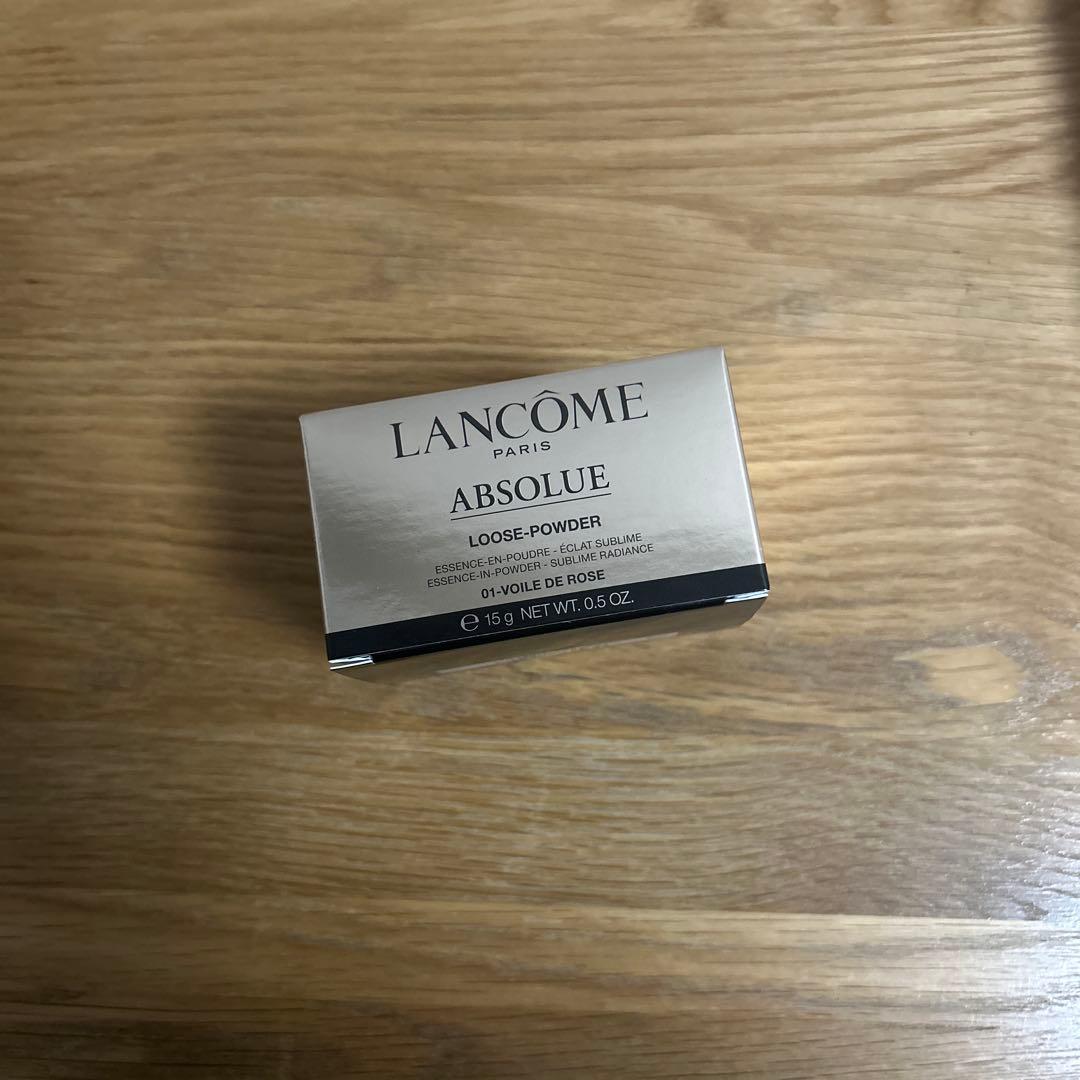 LANCÔME
PARIS
ABSOLUE
LOOSE-POWDER
ESSENCE-EN-POUDRE - ÉCLAT SUBLIME
ESSENCE-IN-POWDER - SUBLIME RADIANCE
01-VOILE DE ROSE
℮ 15 g NET WT. 0.5 OZ.